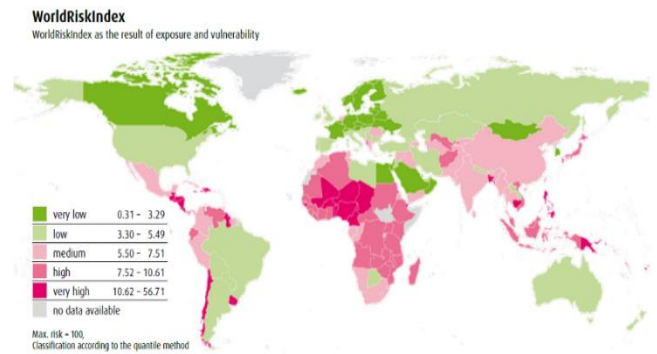 WorldRiskIndex
WorldRiskIndex as the result of exposure and vulnerability
very low 0.31 – 3.29
low 3.30 – 5.49
medium 5.50 – 7.51
high 7.52 – 10.61
very high 10.62 – 56.71
no data available
Max. risk = 100,
Classification according to the quantile method